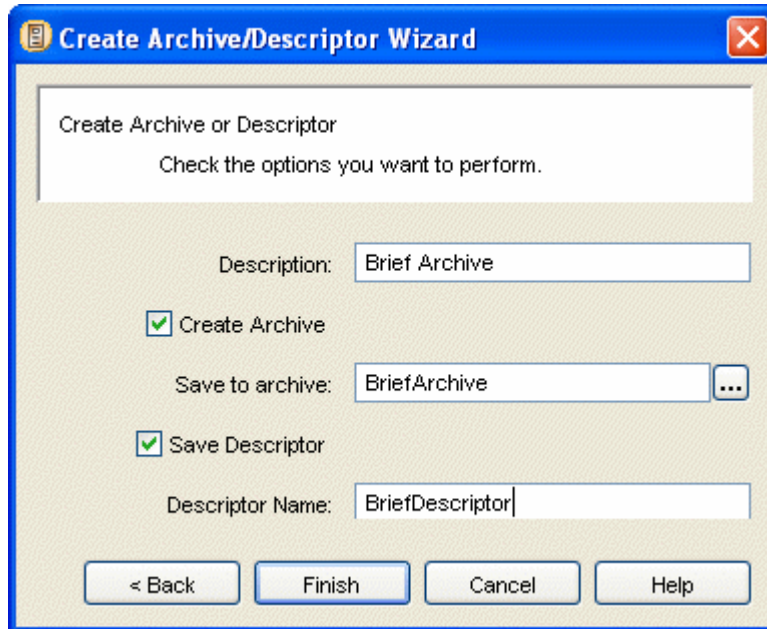 Create Archive/Descriptor Wizard
Create Archive or Descriptor
Check the options you want to perform.
Description: Brief Archive
Create Archive
Save to archive: BriefArchive ...
Save Descriptor
Descriptor Name: BriefDescriptor
< Back Finish Cancel Help